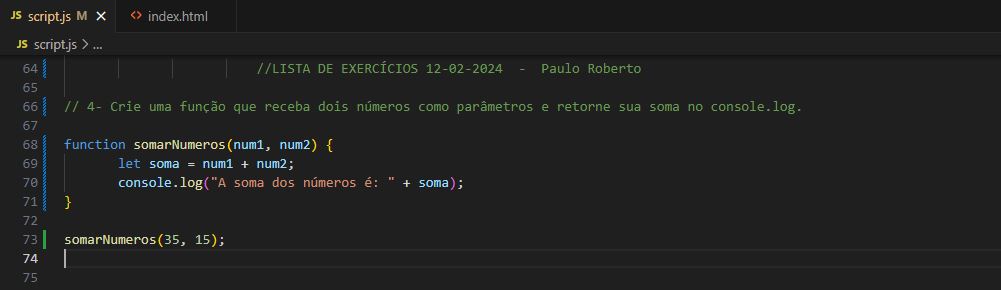 JS script.js M ×
<> index.html
JS script.js > ...
64 //LISTA DE EXERCÍCIOS 12-02-2024 - Paulo Roberto
65
66 // 4- Crie uma função que receba dois números como parâmetros e retorne sua soma no console.log.
67
68 function somarNumeros(num1, num2) {
69 let soma = num1 + num2;
70 console.log("A soma dos números é: " + soma);
71 }
72
73 somarNumeros(35, 15);
74
75